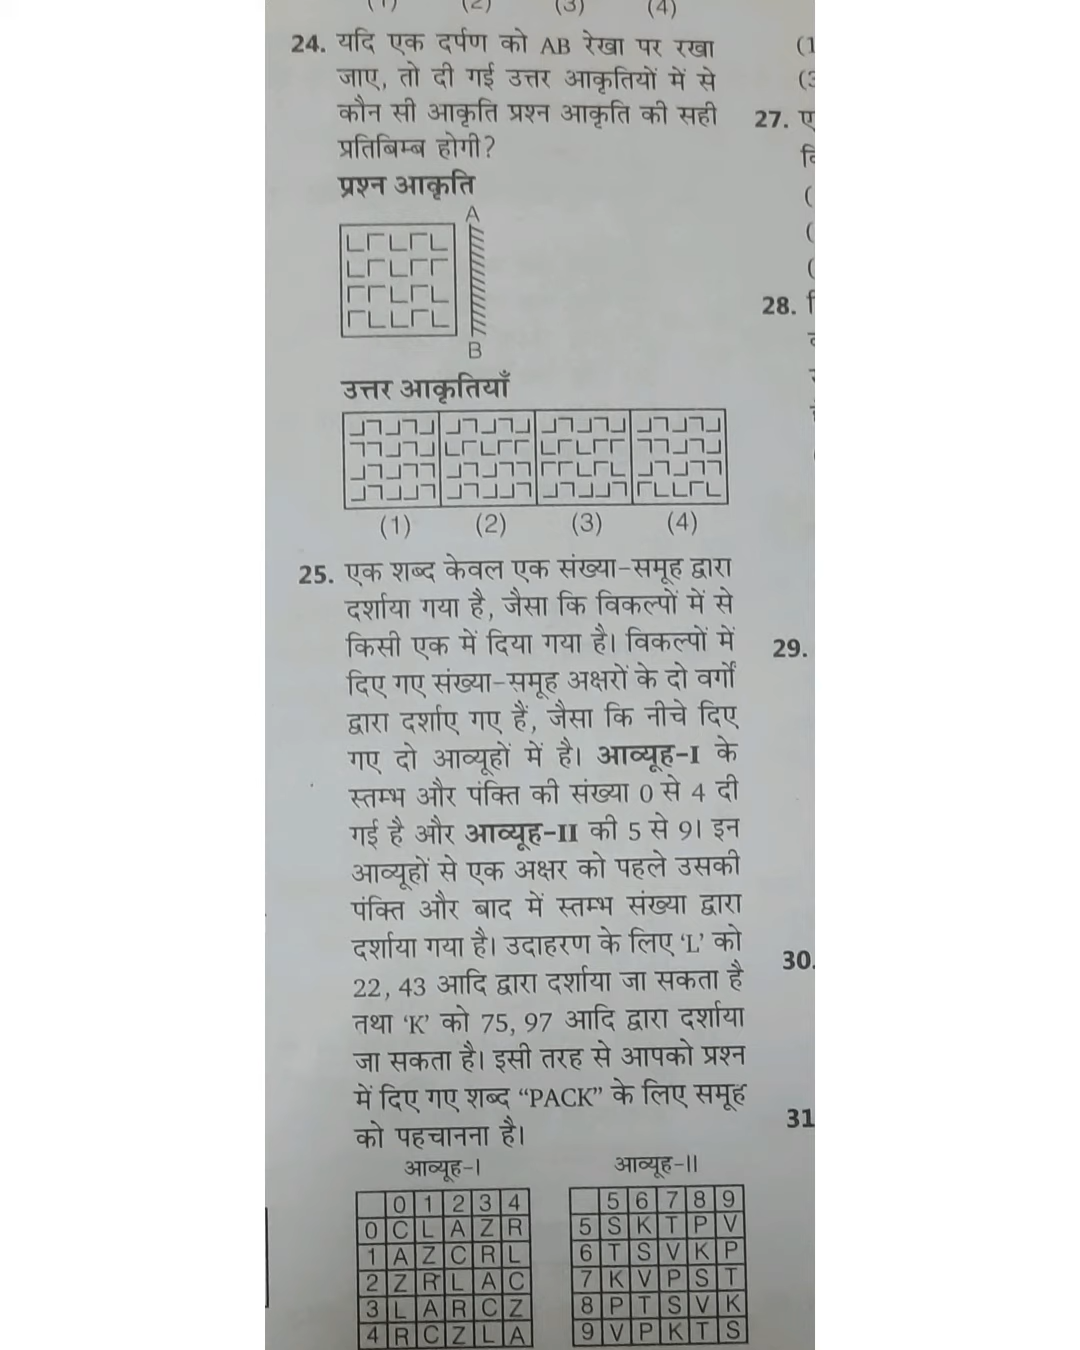 (1) (2) (3) (4)
24. यदि एक दर्पण को AB रेखा पर रखा
जाए, तो दी गई उत्तर आकृतियों में से
कौन सी आकृति प्रश्न आकृति की सही
प्रतिबिम्ब होगी?
प्रश्न आकृति
A
B
उत्तर आकृतियाँ
(1) (2) (3) (4)
25. एक शब्द केवल एक संख्या-समूह द्वारा
दर्शाया गया है, जैसा कि विकल्पों में से
किसी एक में दिया गया है। विकल्पों में
दिए गए संख्या-समूह अक्षरों के दो वर्गों
द्वारा दर्शाए गए हैं, जैसा कि नीचे दिए
गए दो आव्यूहों में है। आव्यूह-I के
स्तम्भ और पंक्ति की संख्या 0 से 4 दी
गई है और आव्यूह-II की 5 से 9। इन
आव्यूहों से एक अक्षर को पहले उसकी
पंक्ति और बाद में स्तम्भ संख्या द्वारा
दर्शाया गया है। उदाहरण के लिए ‘L’ को
22, 43 आदि द्वारा दर्शाया जा सकता है
तथा ‘K’ को 75, 97 आदि द्वारा दर्शाया
जा सकता है। इसी तरह से आपको प्रश्न
में दिए गए शब्द “PACK” के लिए समूह
को पहचानना है।
आव्यूह-I
0 1 2 3 4
0 C L A Z R
1 A Z C R L
2 Z R L A C
3 L A R C Z
4 R C Z L A
आव्यूह-II
5 6 7 8 9
5 S K T P V
6 T S V K P
7 K V P S T
8 P T S V K
9 V P K T S
(1
(3
27. ए
28.
29.
30.
31